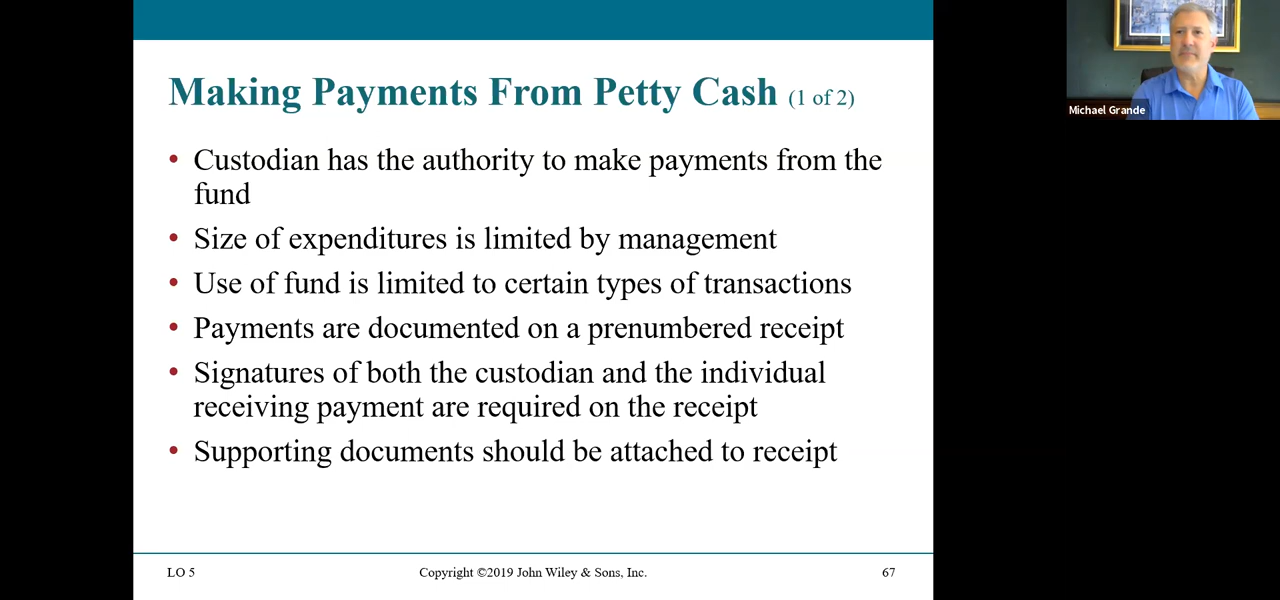 Making Payments From Petty Cash (1 of 2)
Michael Grande
• Custodian has the authority to make payments from the
fund
• Size of expenditures is limited by management
• Use of fund is limited to certain types of transactions
• Payments are documented on a prenumbered receipt
• Signatures of both the custodian and the individual
receiving payment are required on the receipt
• Supporting documents should be attached to receipt
LO 5
Copyright ©2019 John Wiley & Sons, Inc.
67